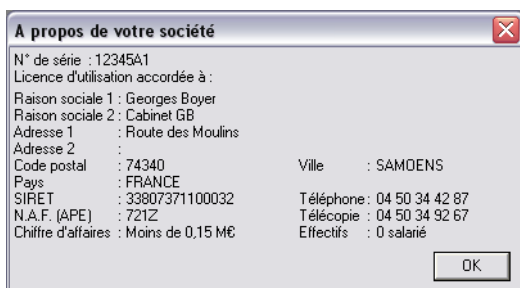 A propos de votre société
N° de série : 12345A1
Licence d'utilisation accordée à :
Raison sociale 1 : Georges Boyer
Raison sociale 2 : Cabinet GB
Adresse 1 : Route des Moulins
Adresse 2 :
Code postal : 74340 Ville : SAMOENS
Pays : FRANCE
SIRET : 33807371100032 Téléphone : 04 50 34 42 87
N.A.F. (APE) : 721Z Télécopie : 04 50 34 92 67
Chiffre d'affaires : Moins de 0,15 M€ Effectifs : 0 salarié
OK